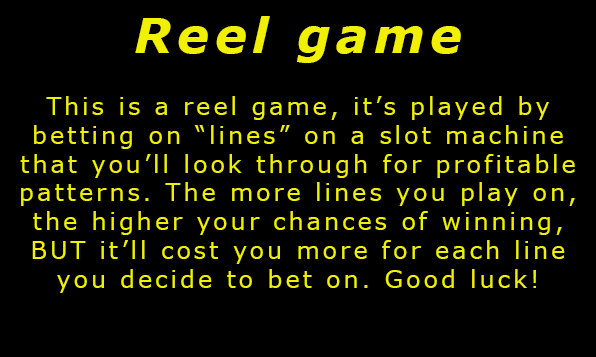 Reel game
This is a reel game, it’s played by
betting on “lines” on a slot machine
that you’ll look through for profitable
patterns. The more lines you play on,
the higher your chances of winning,
BUT it’ll cost you more for each line
you decide to bet on. Good luck!